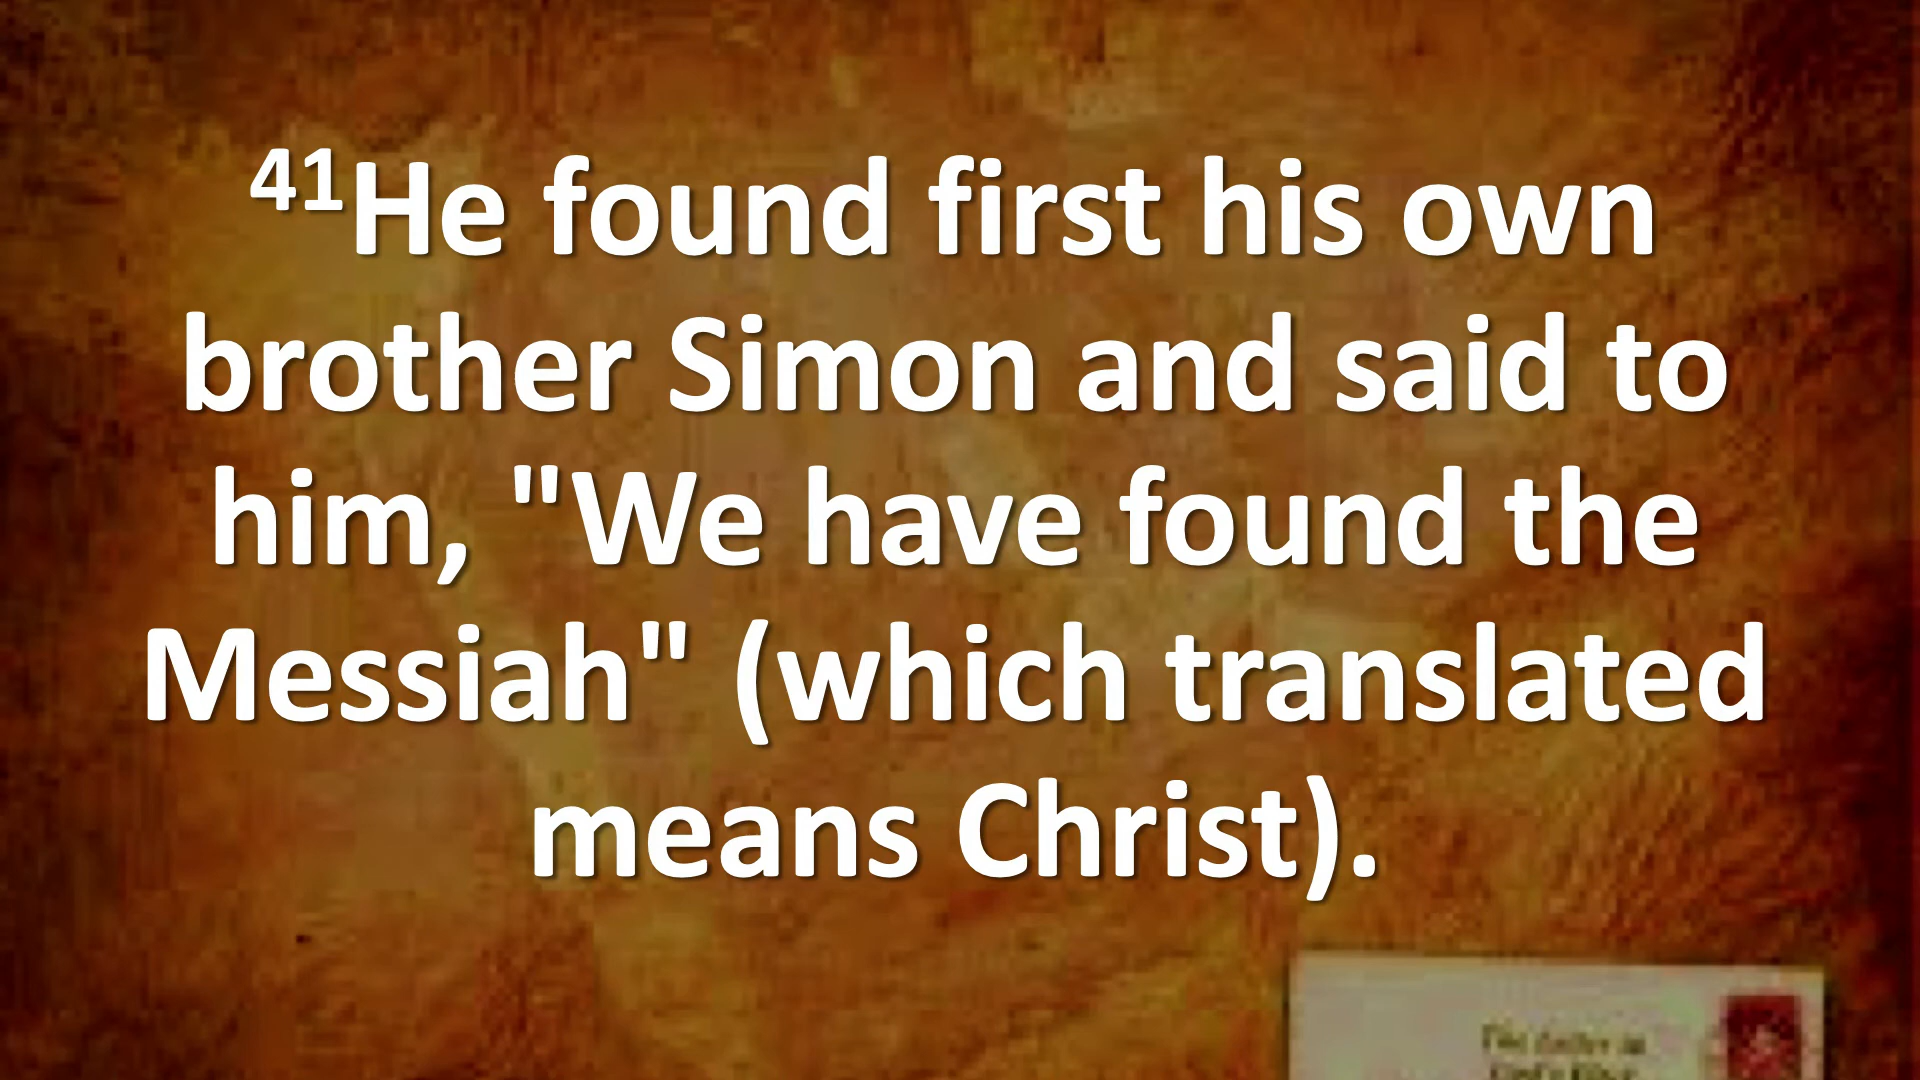 41He found first his own
brother Simon and said to
him, "We have found the
Messiah" (which translated
means Christ).